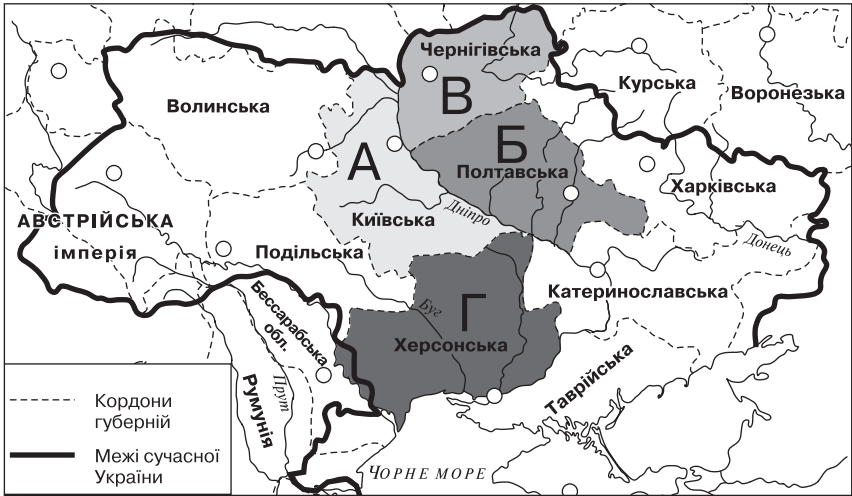 Чернігівська
В
Курська
Воронезька
Волинська
А
Б
Полтавська
Харківська
АВСТРІЙСЬКА
імперія
Київська
Дніпро
Донець
Подільська
Катеринославська
Бессарабська
обл.
Буг
Г
Херсонська
Таврійська
Румунія
Прут
Кордони
губерній
Межі сучасної
України
ЧОРНЕ МОРЕ